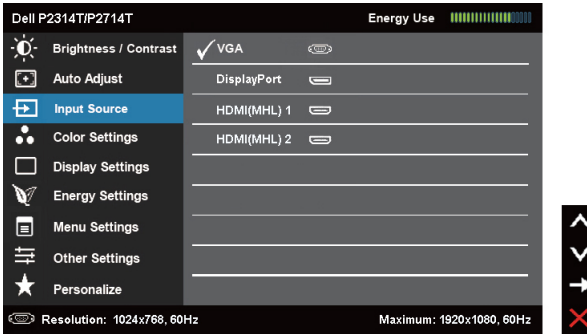 Dell P2314T/P2714T Energy Use
Brightness / Contrast VGA
Auto Adjust DisplayPort
Input Source HDMI(MHL) 1
Color Settings HDMI(MHL) 2
Display Settings
Energy Settings
Menu Settings
Other Settings
Personalize
Resolution: 1024x768, 60Hz Maximum: 1920x1080, 60Hz